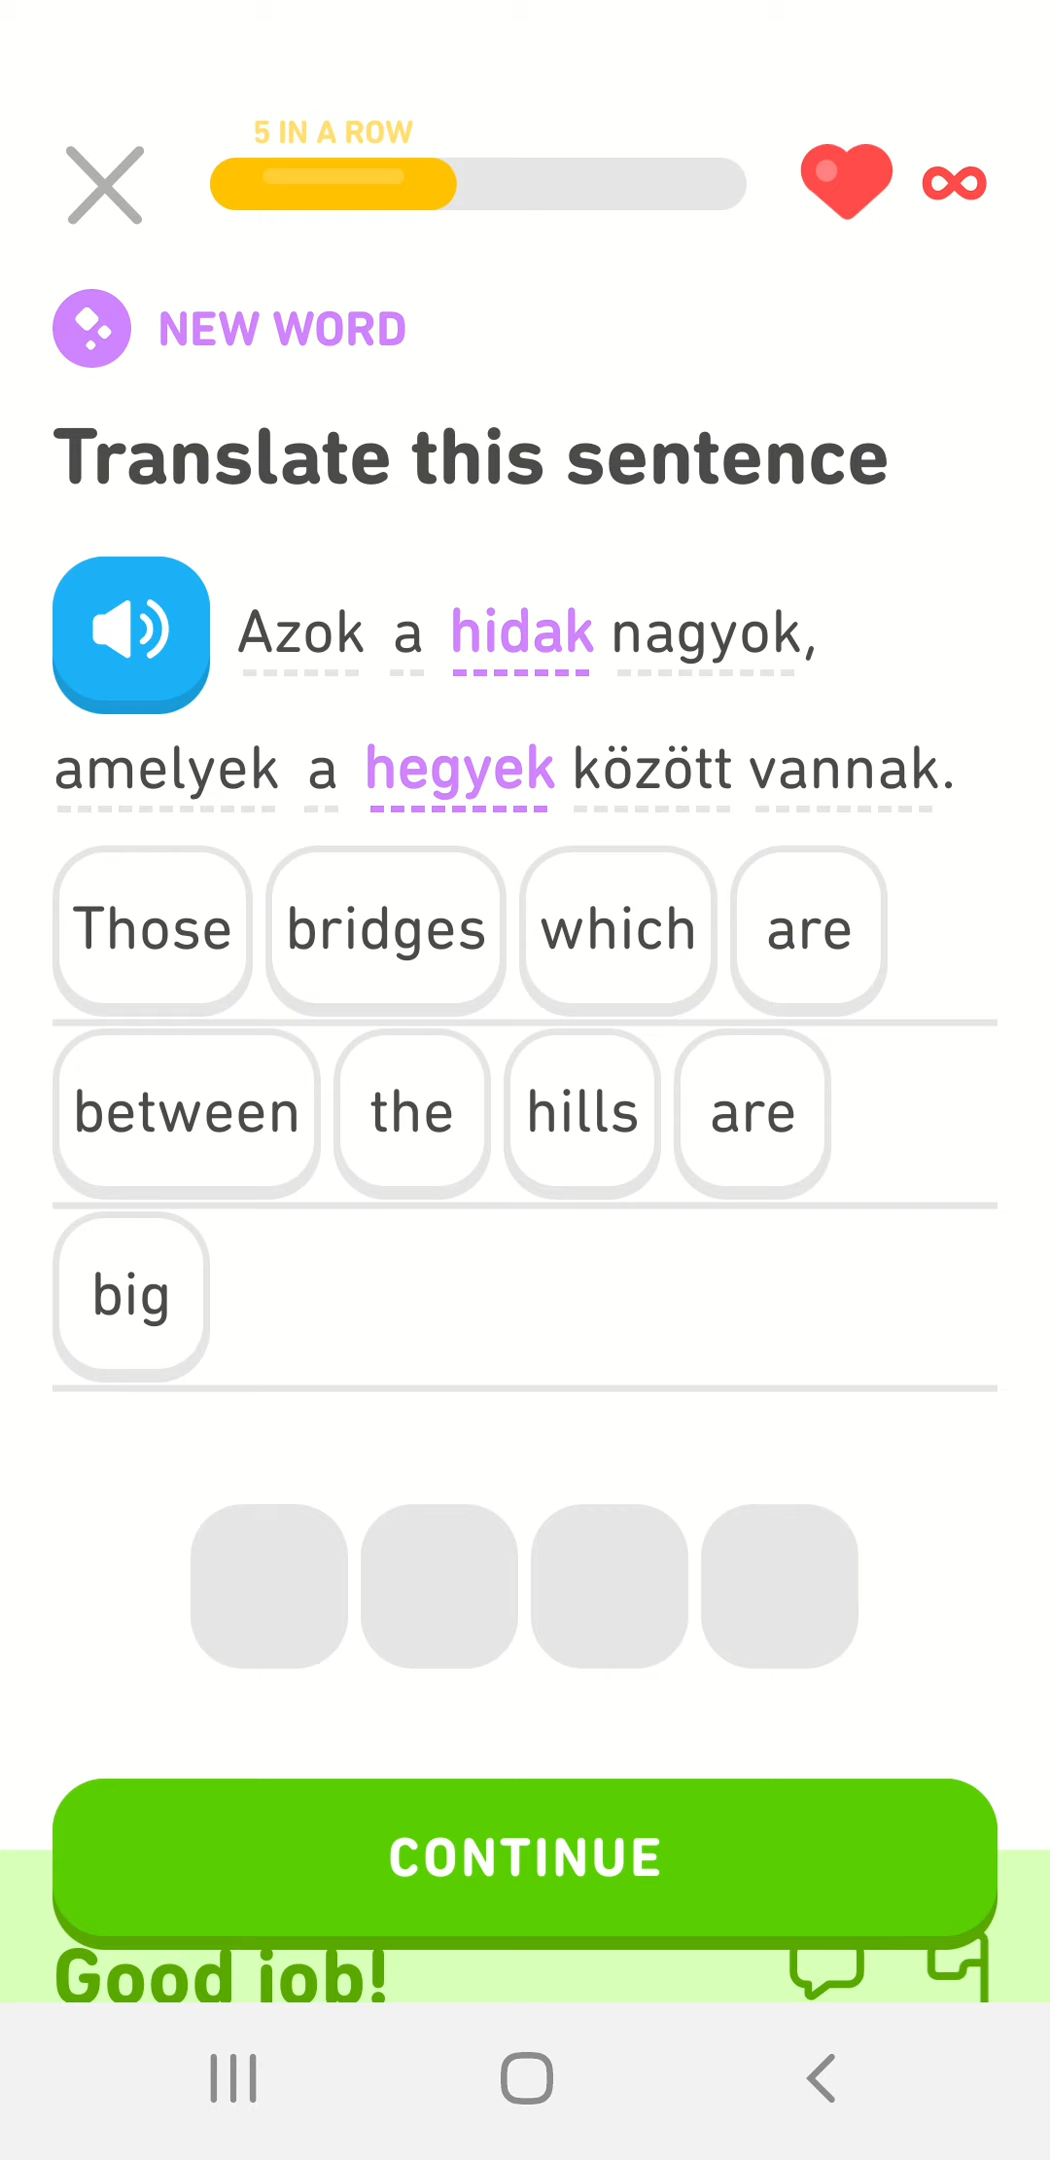 5 IN A ROW
NEW WORD
Translate this sentence
Azok a hidak nagyok,
amelyek a hegyek között vannak.
Those bridges which are
between the hills are
big
CONTINUE
Good job!